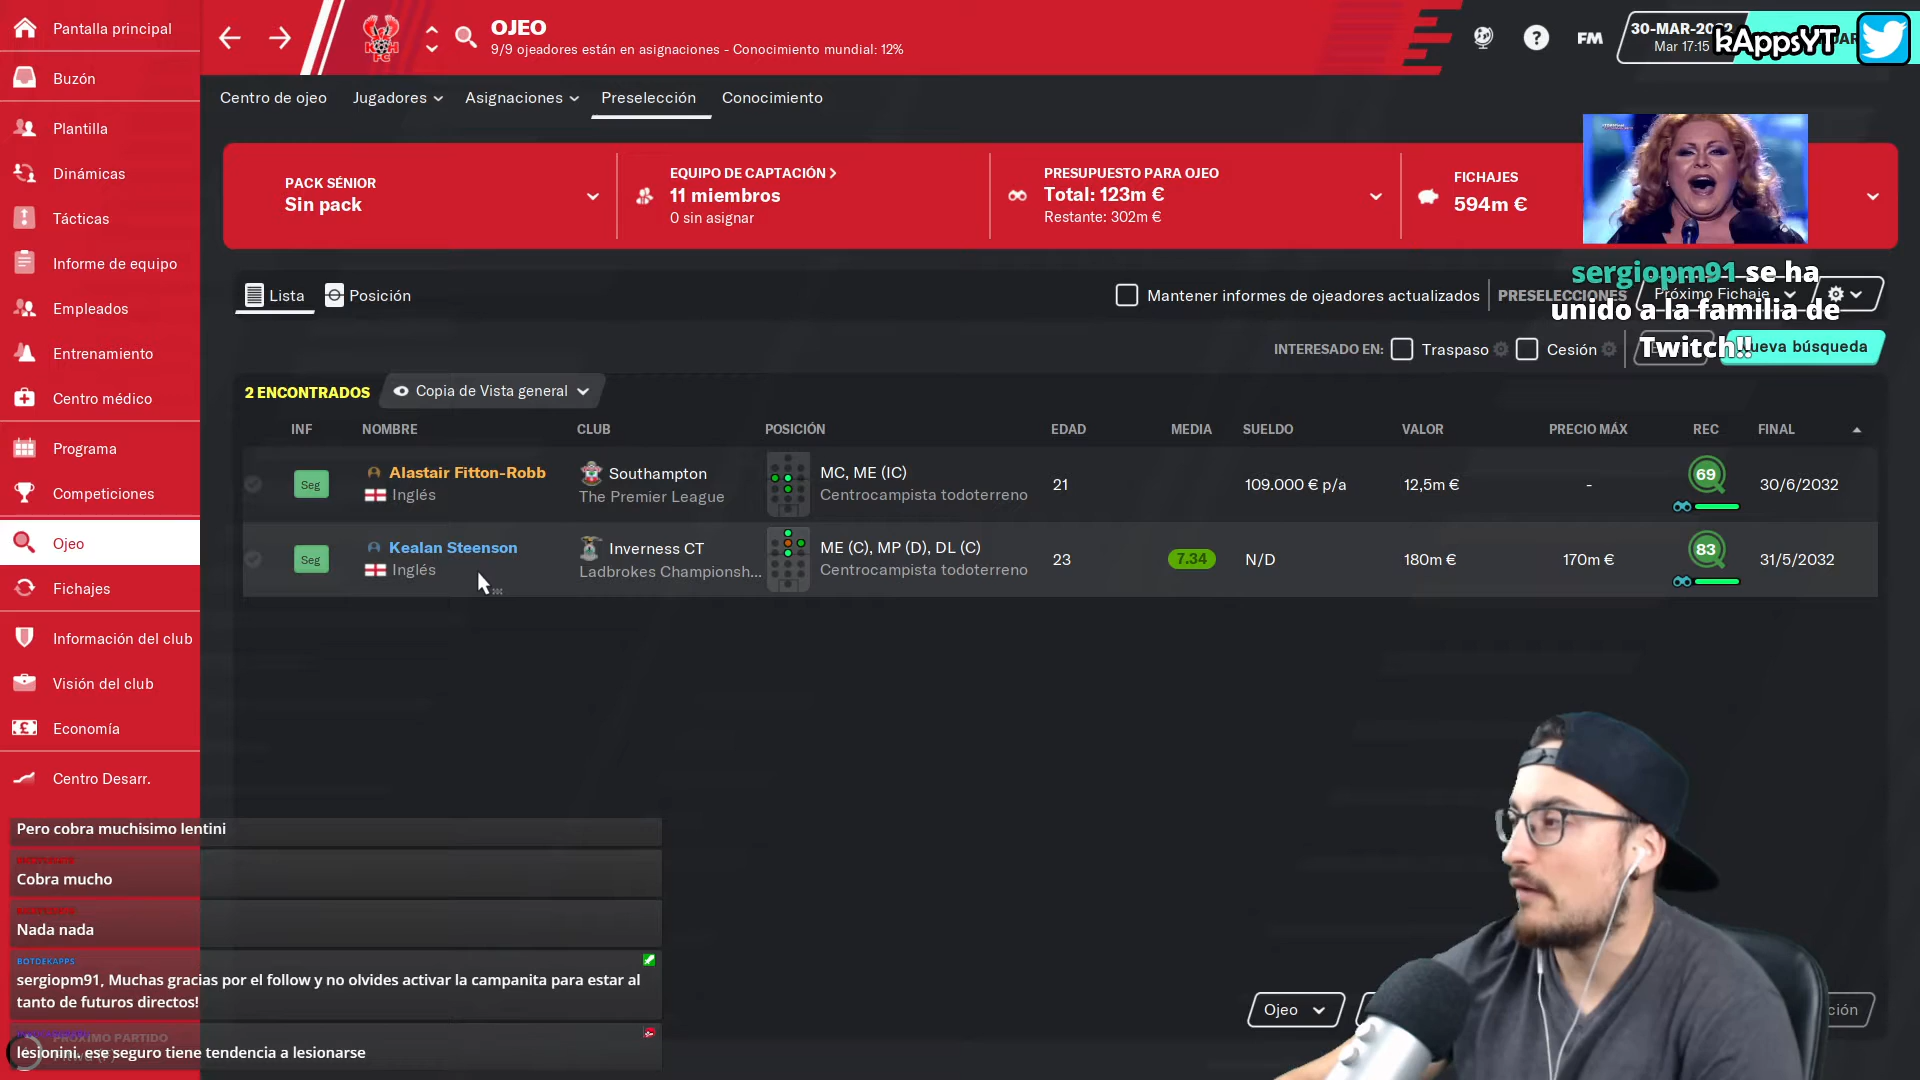 Pantalla principal
Buzón
Plantilla
Dinámicas
Tácticas
Informe de equipo
Empleados
Entrenamiento
Centro médico
Programa
Competiciones
Ojeo
Fichajes
Información del club
Visión del club
Economía
Centro Desarr.
OJEO
9/9 ojeadores están en asignaciones - Conocimiento mundial: 12%
FM
Mar 17:15
kAppsYT
Centro de ojeo
Jugadores
Asignaciones
Preselección
Conocimiento
PACK SÉNIOR
Sin pack
EQUIPO DE CAPTACIÓN
11 miembros
0 sin asignar
PRESUPUESTO PARA OJEO
Total: 123m €
Restante: 302m €
FICHAJES
594m €
sergiopm91 se ha
unido a la familia de
Twitch!!
Lista
Posición
Mantener informes de ojeadores actualizados
PRESELECCIONES
Próximo Fichaje
INTERESADO EN:
Traspaso
Cesión
búsqueda
2 ENCONTRADOS
Copia de Vista general
INF NOMBRE CLUB POSICIÓN EDAD MEDIA SUELDO VALOR PRECIO MÁX REC FINAL
Seg
Alastair Fitton-Robb
Inglés
Southampton
The Premier League
MC, ME (IC)
Centrocampista todoterreno
21
109.000 € p/a
12,5m €
-
69
30/6/2032
Seg
Kealan Steenson
Inglés
Inverness CT
Ladbrokes Championsh...
ME (C), MP (D), DL (C)
Centrocampista todoterreno
23
7.34
N/D
180m €
170m €
83
31/5/2032
Pero cobra muchisimo lentini
Cobra mucho
Nada nada
BOTDEKAPPS
sergiopm91, Muchas gracias por el follow y no olvides activar la campanita para estar al
tanto de futuros directos!
PRÓXIMO PARTIDO
lesionini. ese seguro tiene tendencia a lesionarse
Ojeo